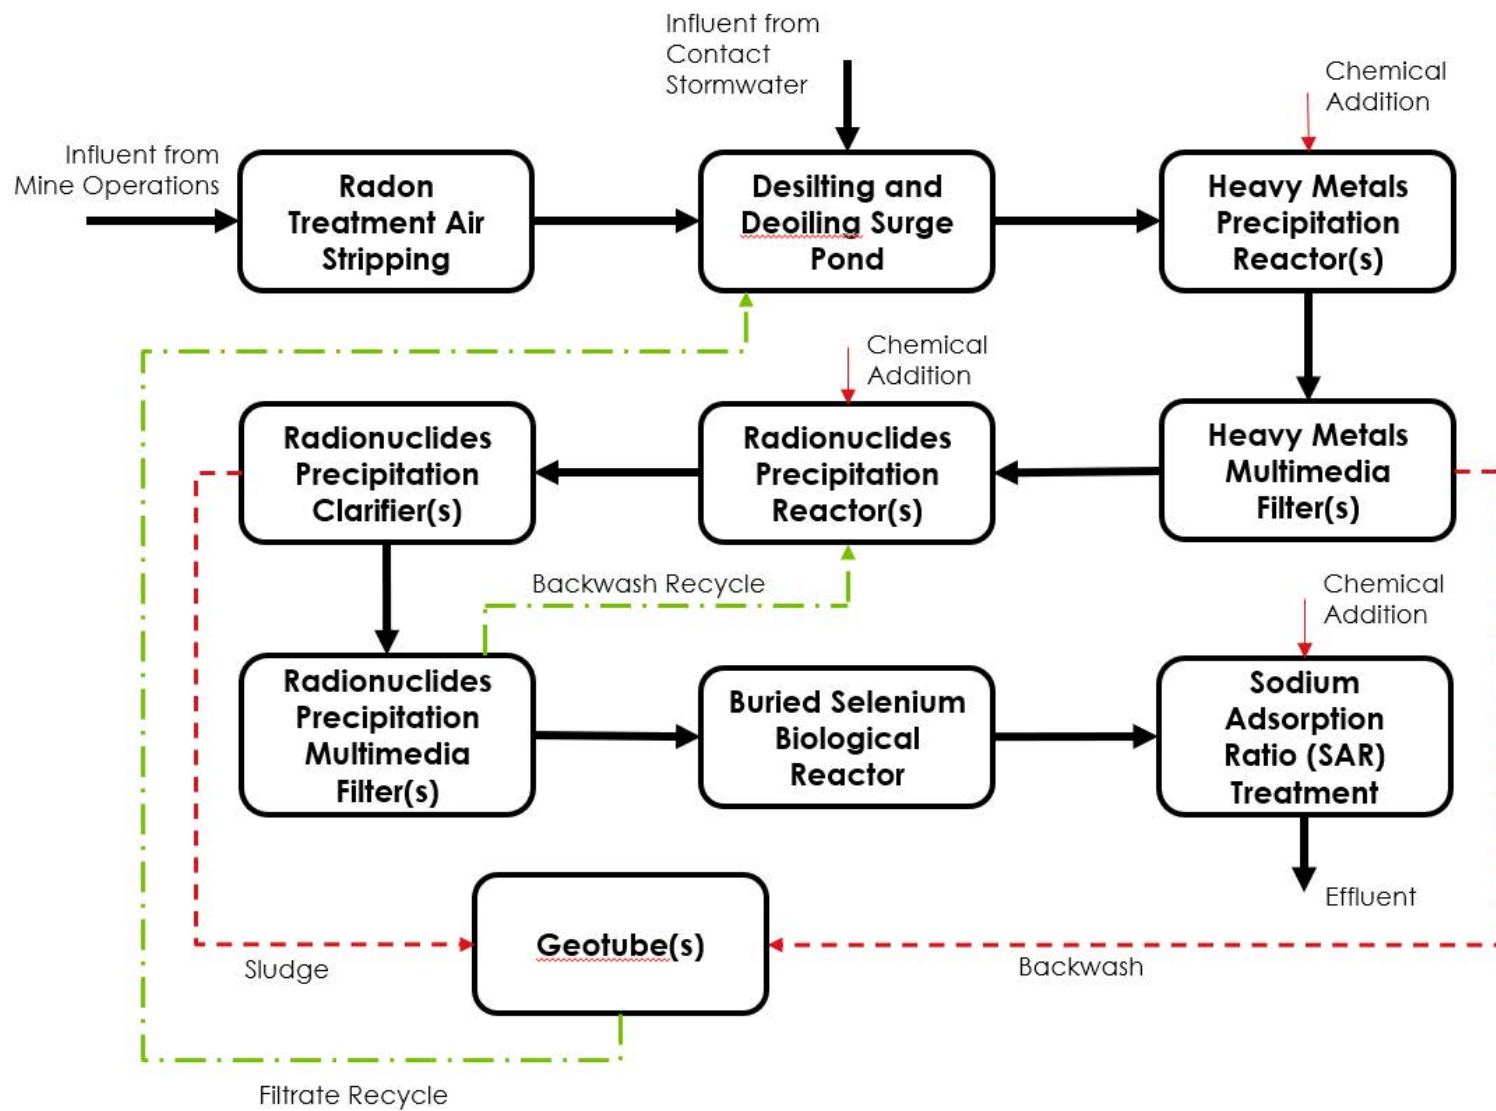 Influent from
Contact
Stormwater
Chemical
Addition
Influent from
Mine Operations
Radon
Treatment Air
Stripping
Desilting and
Deoiling Surge
Pond
Heavy Metals
Precipitation
Reactor(s)
Chemical
Addition
Radionuclides
Precipitation
Clarifier(s)
Radionuclides
Precipitation
Reactor(s)
Heavy Metals
Multimedia
Filter(s)
Backwash Recycle
Chemical
Addition
Radionuclides
Precipitation
Multimedia
Filter(s)
Buried Selenium
Biological
Reactor
Sodium
Adsorption
Ratio (SAR)
Treatment
Effluent
Geotube(s)
Sludge
Backwash
Filtrate Recycle